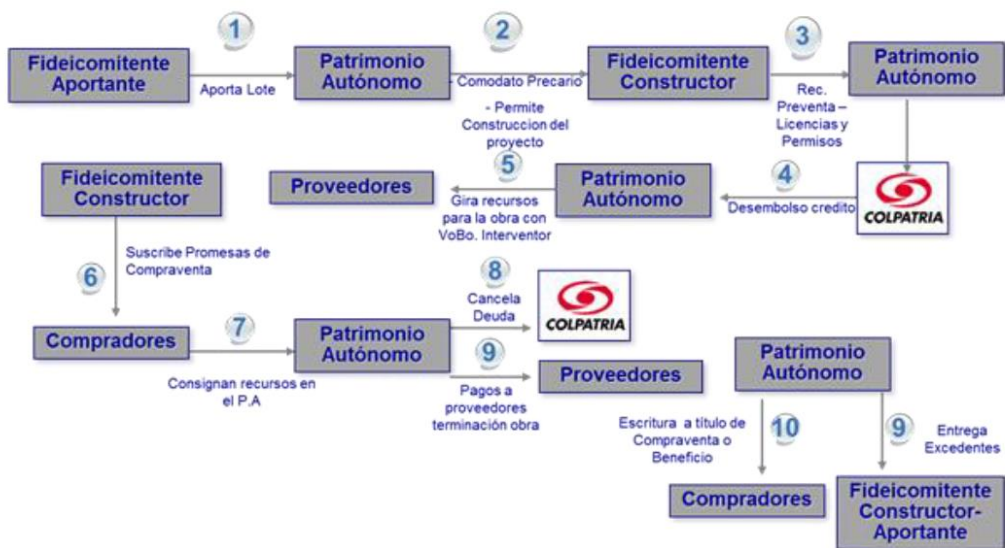 1
2
3
Fideicomitente
Aportante
Aporta Lote
Patrimonio
Autónomo
Comodato Precario
- Permite
Construccion del
proyecto
Fideicomitente
Constructor
Rec.
Preventa –
Licencias y
Permisos
Patrimonio
Autónomo
4
Desembolso credito
COLPATRIA
Patrimonio
Autónomo
5
Gira recursos
para la obra con
VoBo. Interventor
Proveedores
Fideicomitente
Constructor
6
Suscribe Promesas de
Compraventa
Compradores
7
Consignan recursos en
el P.A
Patrimonio
Autónomo
8
Cancela
Deuda
COLPATRIA
9
Pagos a
proveedores
terminación obra
Proveedores
Patrimonio
Autónomo
Escritura a título de
Compraventa o
Beneficio
10
Compradores
9
Entrega
Excedentes
Fideicomitente
Constructor-
Aportante